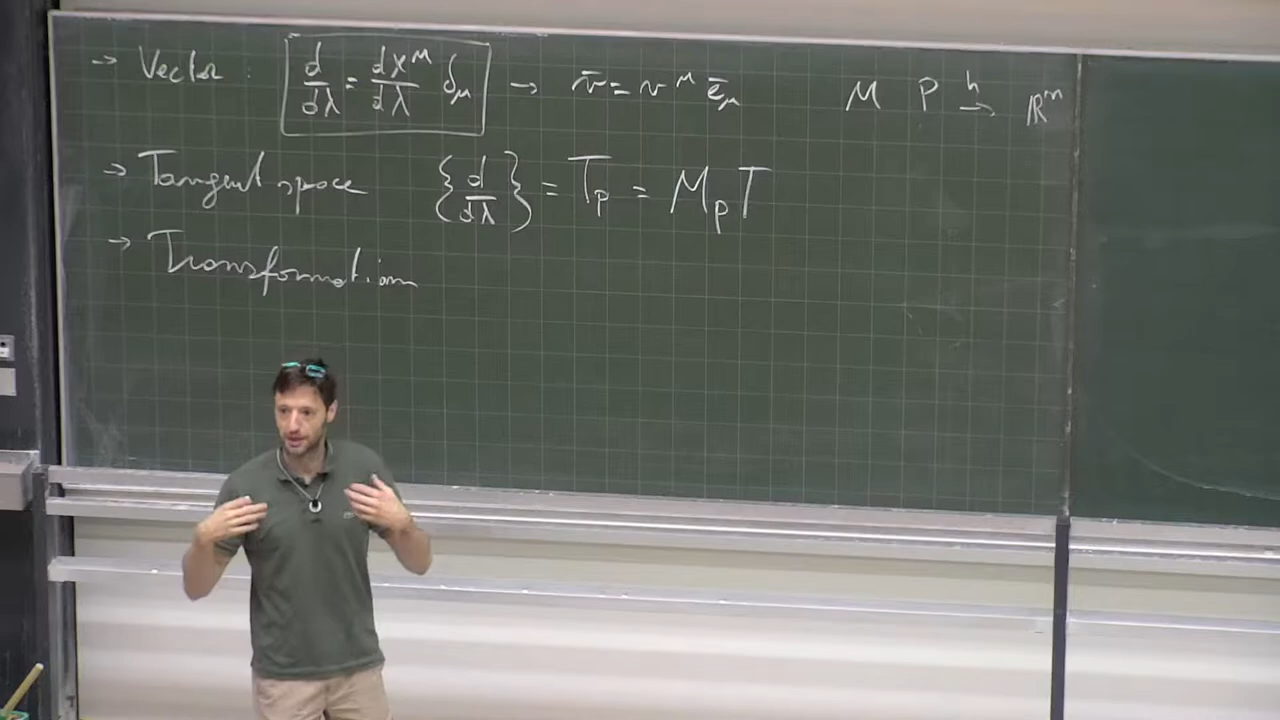 → Vector : d/dλ = dx^μ/dλ ∂_μ → v̄ = v^μ ē_μ M P →^h ℝ^n
→ Tangent space {d/dλ} = T_P = M_P T
→ Transformation